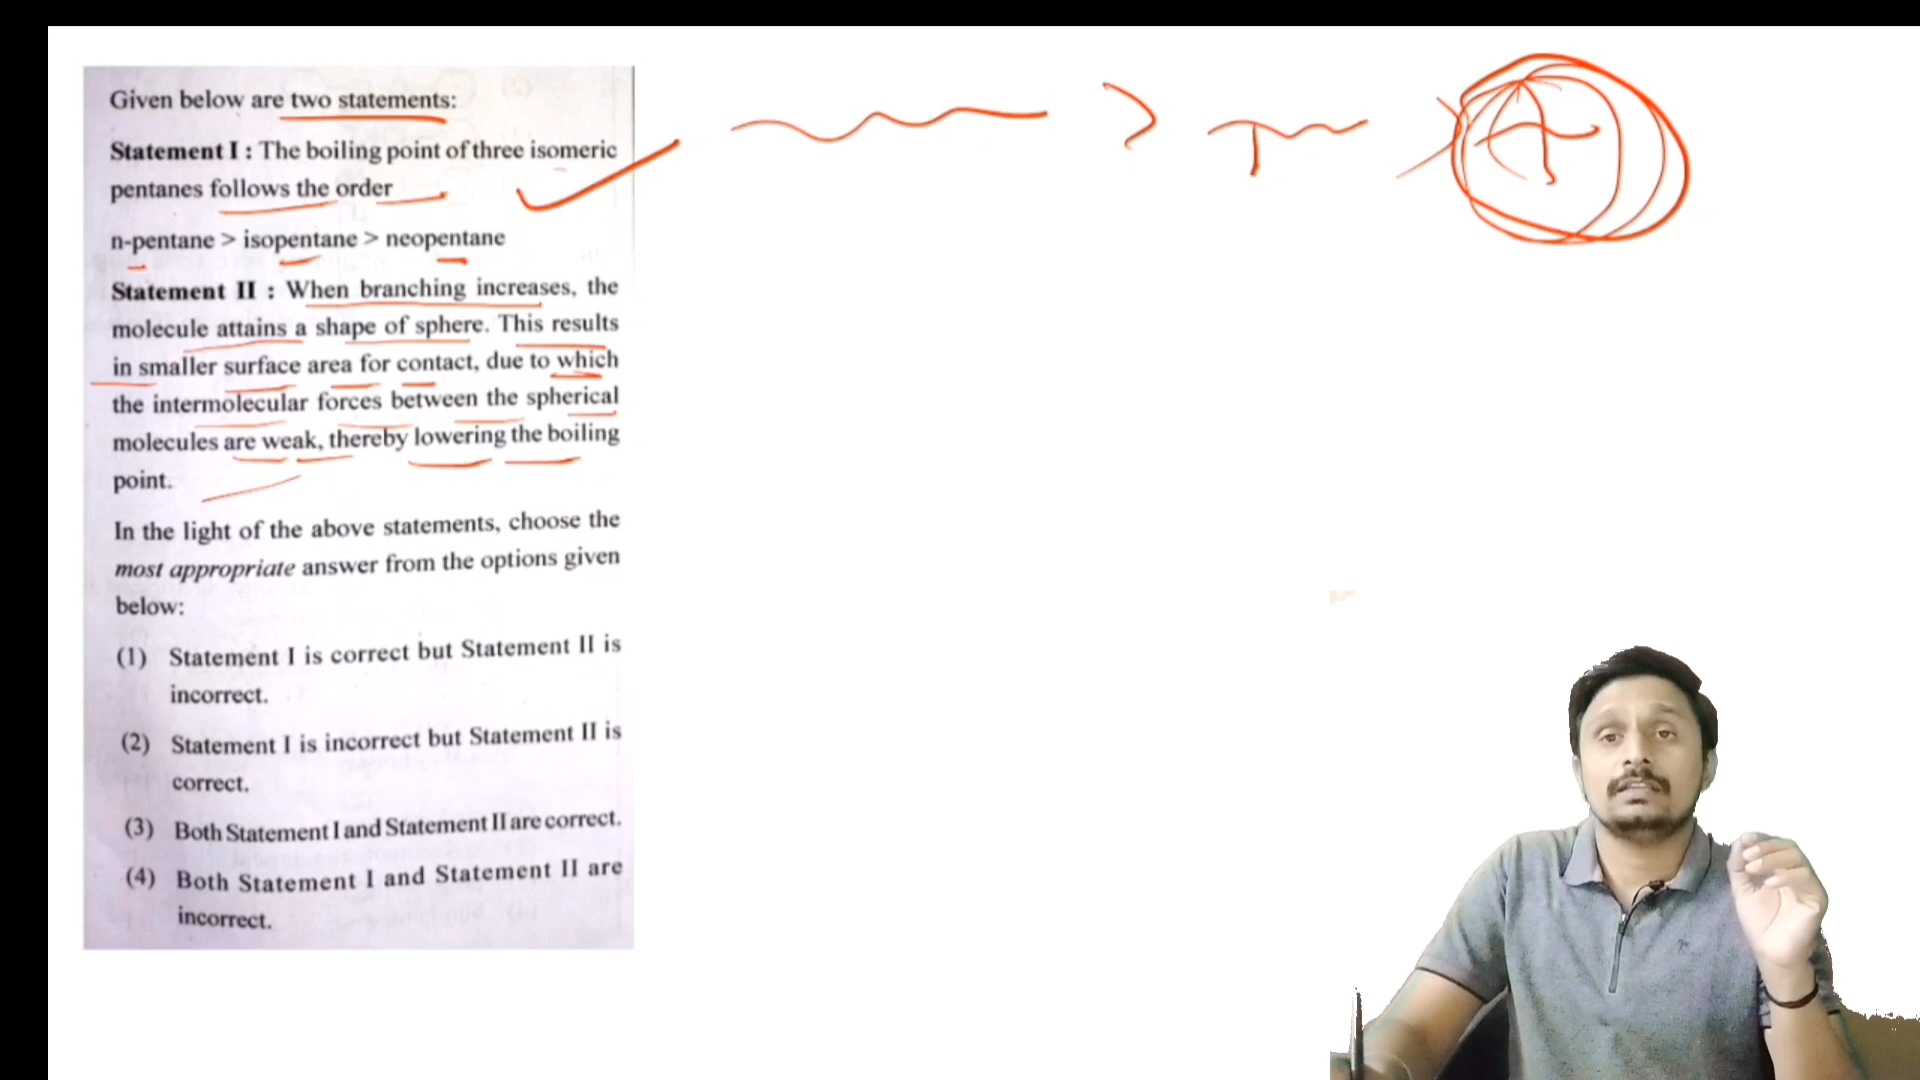 Given below are two statements:
Statement I : The boiling point of three isomeric
pentanes follows the order
n-pentane > isopentane > neopentane
Statement II : When branching increases, the
molecule attains a shape of sphere. This results
in smaller surface area for contact, due to which
the intermolecular forces between the spherical
molecules are weak, thereby lowering the boiling
point.
In the light of the above statements, choose the
most appropriate answer from the options given
below:
(1) Statement I is correct but Statement II is
incorrect.
(2) Statement I is incorrect but Statement II is
correct.
(3) Both Statement I and Statement II are correct.
(4) Both Statement I and Statement II are
incorrect.
> >